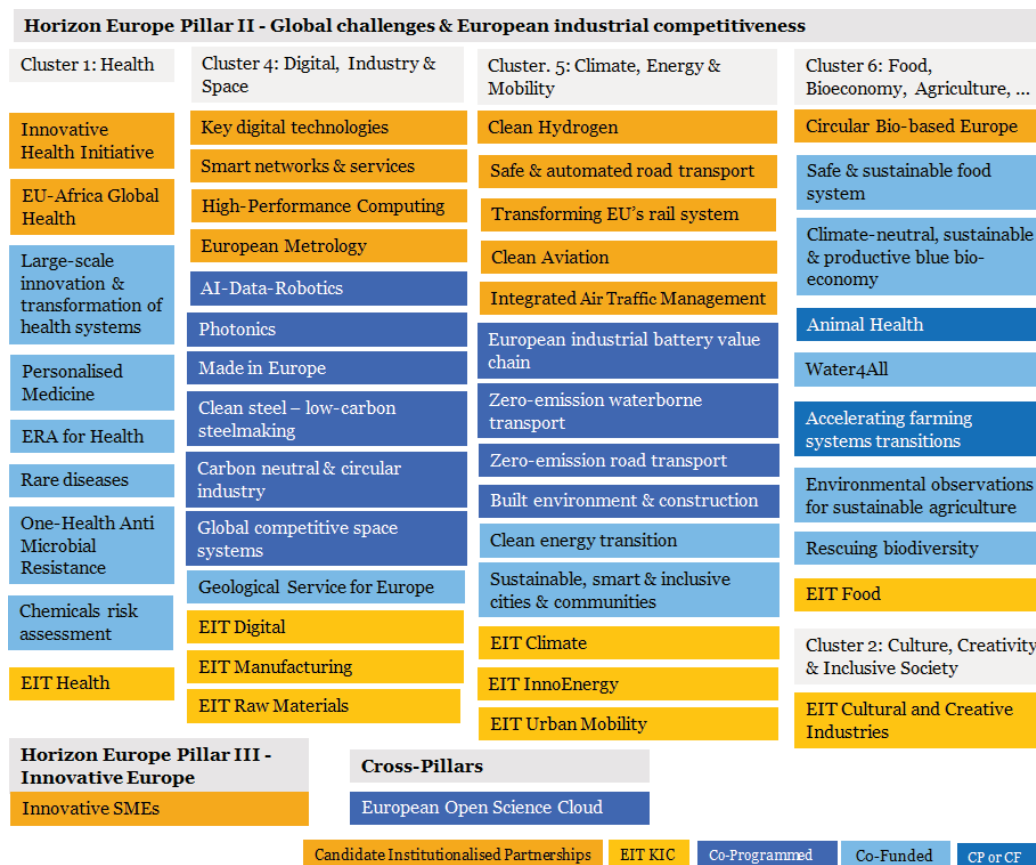 Horizon Europe Pillar II - Global challenges & European industrial competitiveness
Cluster 1: Health
Innovative
Health Initiative
EU-Africa Global
Health
Large-scale
innovation &
transformation of
health systems
Personalised
Medicine
ERA for Health
Rare diseases
One-Health Anti
Microbial
Resistance
Chemicals risk
assessment
EIT Health
Cluster 4: Digital, Industry &
Space
Key digital technologies
Smart networks & services
High-Performance Computing
European Metrology
AI-Data-Robotics
Photonics
Made in Europe
Clean steel – low-carbon
steelmaking
Carbon neutral & circular
industry
Global competitive space
systems
Geological Service for Europe
EIT Digital
EIT Manufacturing
EIT Raw Materials
Cluster. 5: Climate, Energy &
Mobility
Clean Hydrogen
Safe & automated road transport
Transforming EU's rail system
Clean Aviation
Integrated Air Traffic Management
European industrial battery value
chain
Zero-emission waterborne
transport
Zero-emission road transport
Built environment & construction
Clean energy transition
Sustainable, smart & inclusive
cities & communities
EIT Climate
EIT InnoEnergy
EIT Urban Mobility
Cluster 6: Food,
Bioeconomy, Agriculture, ...
Circular Bio-based Europe
Safe & sustainable food
system
Climate-neutral, sustainable
& productive blue bio-
economy
Animal Health
Water4All
Accelerating farming
systems transitions
Environmental observations
for sustainable agriculture
Rescuing biodiversity
EIT Food
Cluster 2: Culture, Creativity
& Inclusive Society
EIT Cultural and Creative
Industries
Horizon Europe Pillar III -
Innovative Europe
Innovative SMEs
Cross-Pillars
European Open Science Cloud
Candidate Institutionalised Partnerships
EIT KIC
Co-Programmed
Co-Funded
CP or CF